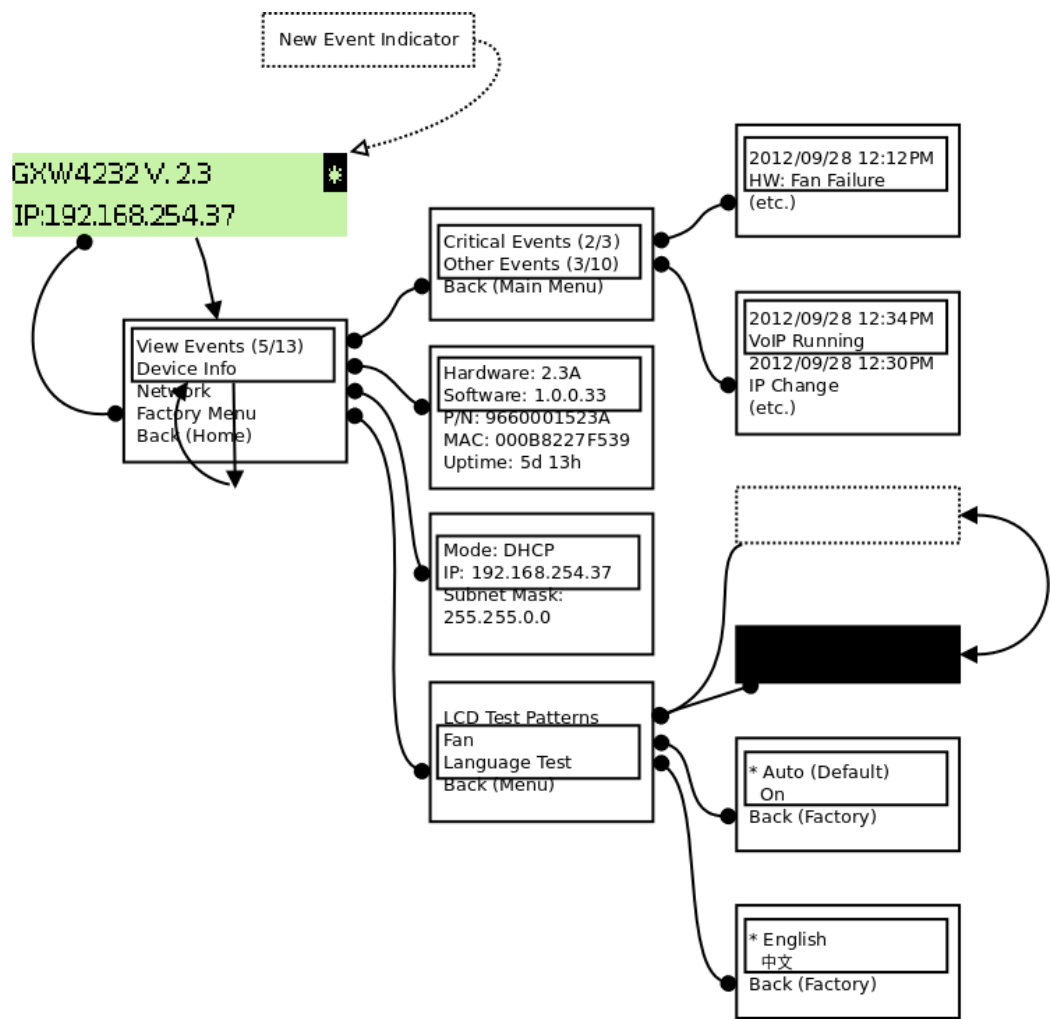 New Event Indicator
GXW4232 V. 2.3 *
IP:192.168.254.37
View Events (5/13)
Device Info
Network
Factory Menu
Back (Home)
Critical Events (2/3)
Other Events (3/10)
Back (Main Menu)
Hardware: 2.3A
Software: 1.0.0.33
P/N: 9660001523A
MAC: 000B8227F539
Uptime: 5d 13h
Mode: DHCP
IP: 192.168.254.37
Subnet Mask:
255.255.0.0
LCD Test Patterns
Fan
Language Test
Back (Menu)
2012/09/28 12:12PM
HW: Fan Failure
(etc.)
2012/09/28 12:34PM
VoIP Running
2012/09/28 12:30PM
IP Change
(etc.)
* Auto (Default)
On
Back (Factory)
* English
中文
Back (Factory)